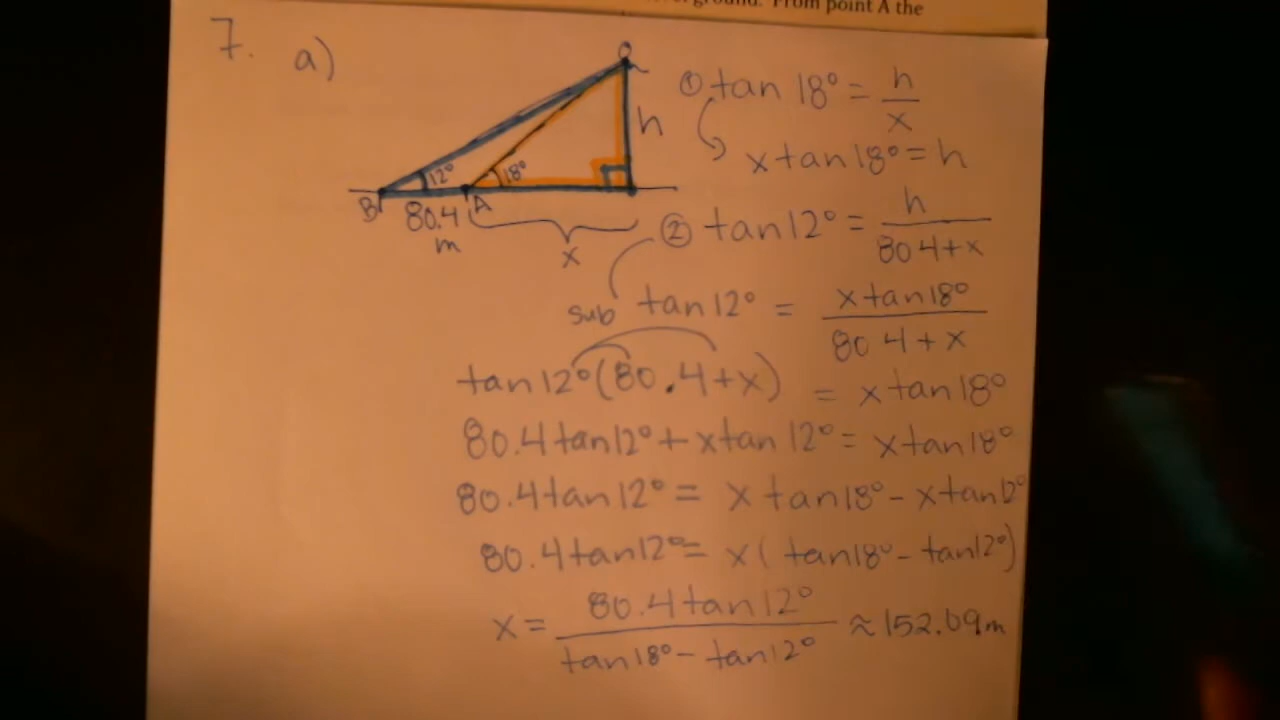 ground. From point A the
7. a)
Q
h
12°
18°
B
A
80.4
m
x
① tan 18° = h/x
x tan 18° = h
② tan 12° = h/(80.4+x)
sub tan 12° = x tan 18°/(80.4+x)
tan 12°(80.4+x) = x tan 18°
80.4 tan 12° + x tan 12° = x tan 18°
80.4 tan 12° = x tan 18° - x tan 12°
80.4 tan 12° = x (tan 18° - tan 12°)
x = 80.4 tan 12°/(tan 18° - tan 12°) ≈ 152.09m